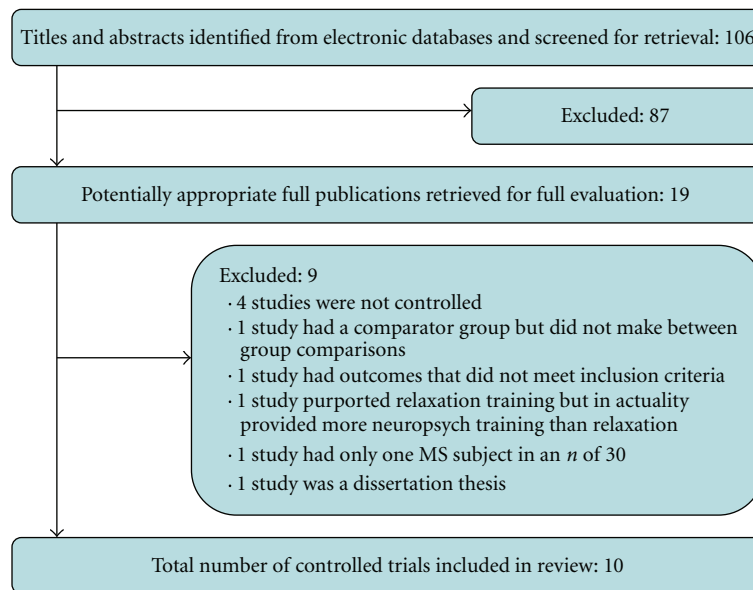 Titles and abstracts identified from electronic databases and screened for retrieval: 106
Excluded: 87
Potentially appropriate full publications retrieved for full evaluation: 19
Excluded: 9
· 4 studies were not controlled
· 1 study had a comparator group but did not make between
group comparisons
· 1 study had outcomes that did not meet inclusion criteria
· 1 study purported relaxation training but in actuality
provided more neuropsych training than relaxation
· 1 study had only one MS subject in an n of 30
· 1 study was a dissertation thesis
Total number of controlled trials included in review: 10